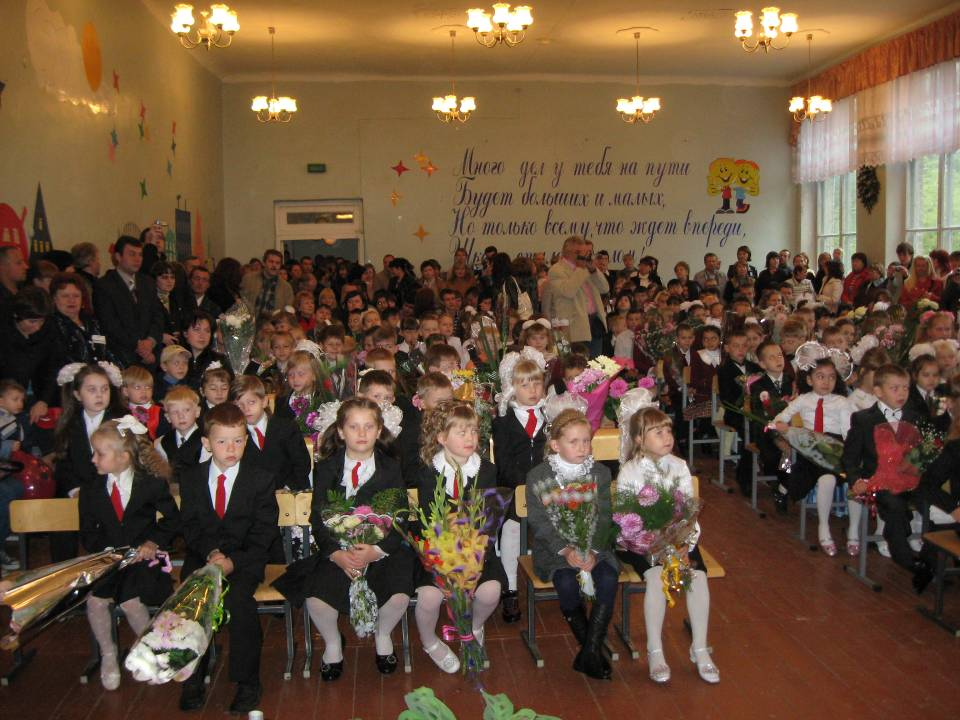 Много дел у тебя на пути
Будет больших и малых,
Но только всему, что ждет впереди,